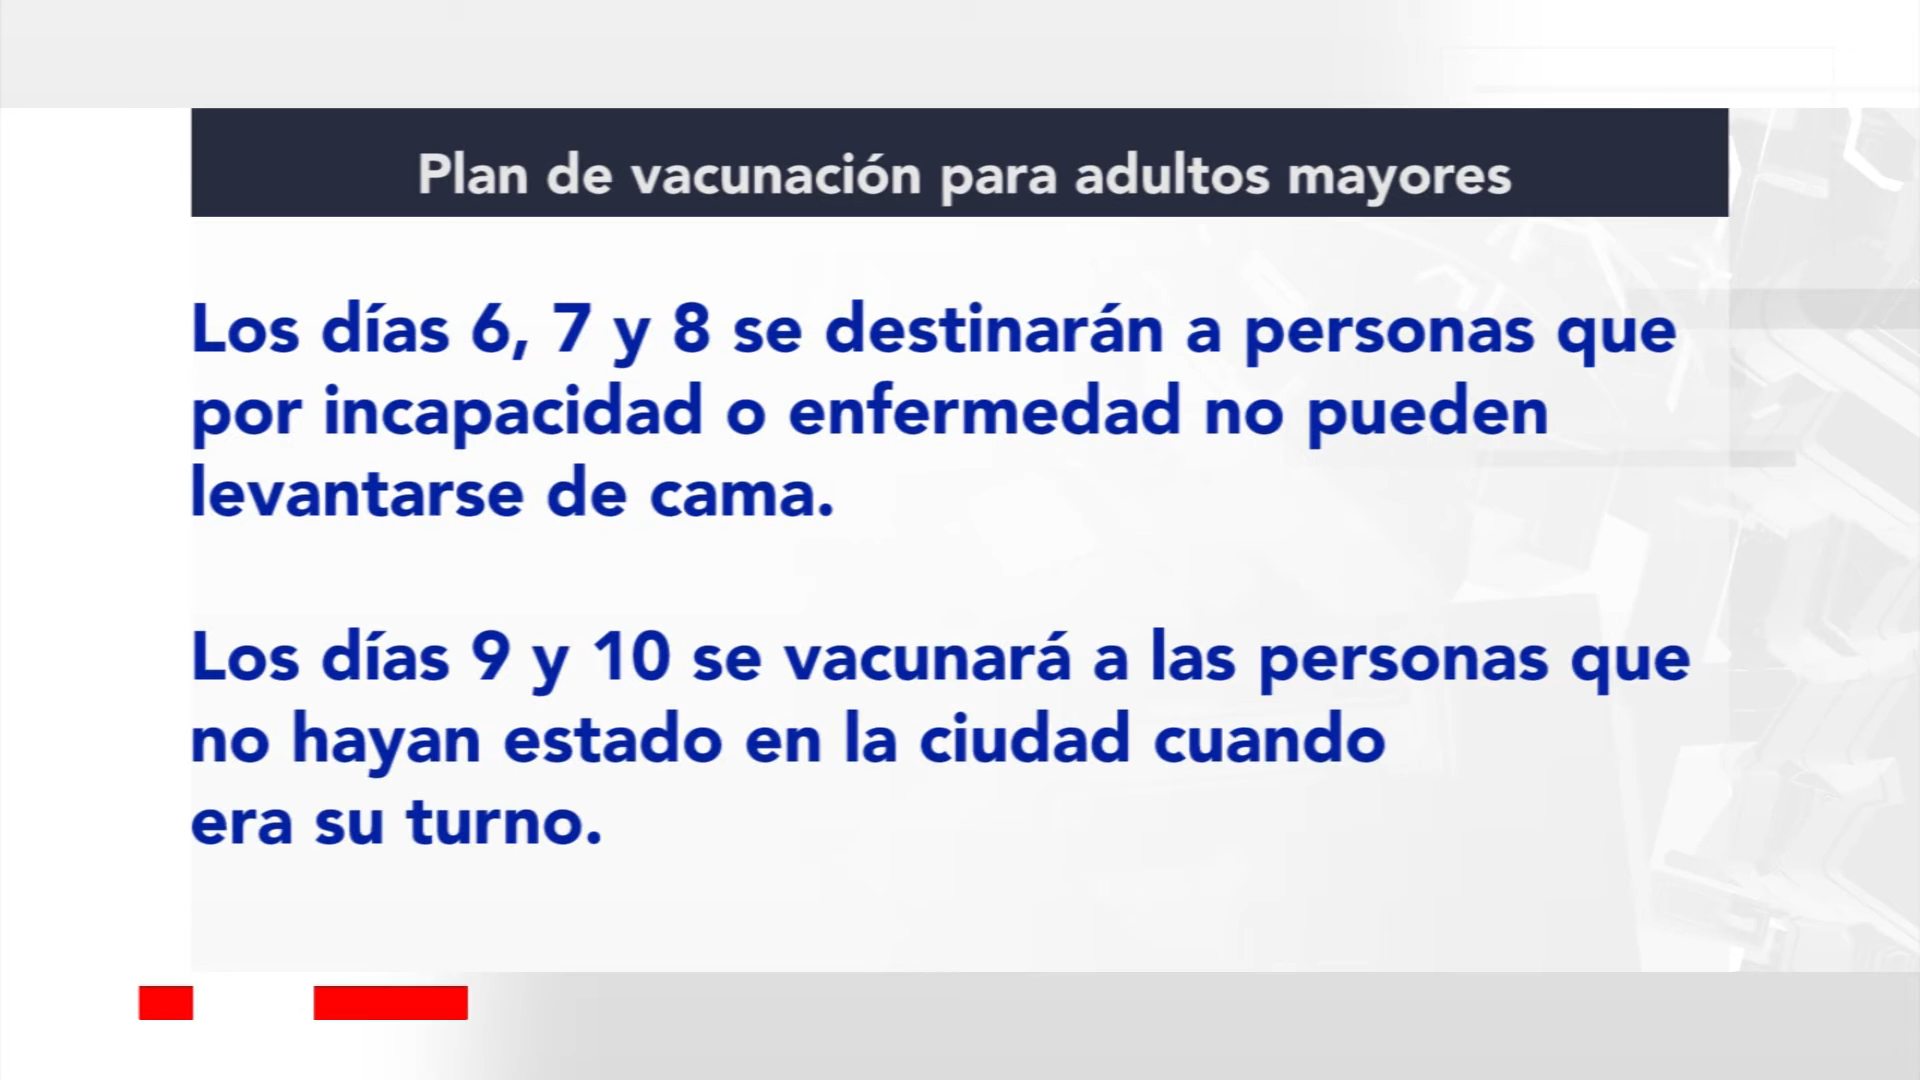 Plan de vacunación para adultos mayores
Los días 6, 7 y 8 se destinarán a personas que
por incapacidad o enfermedad no pueden
levantarse de cama.
Los días 9 y 10 se vacunará a las personas que
no hayan estado en la ciudad cuando
era su turno.